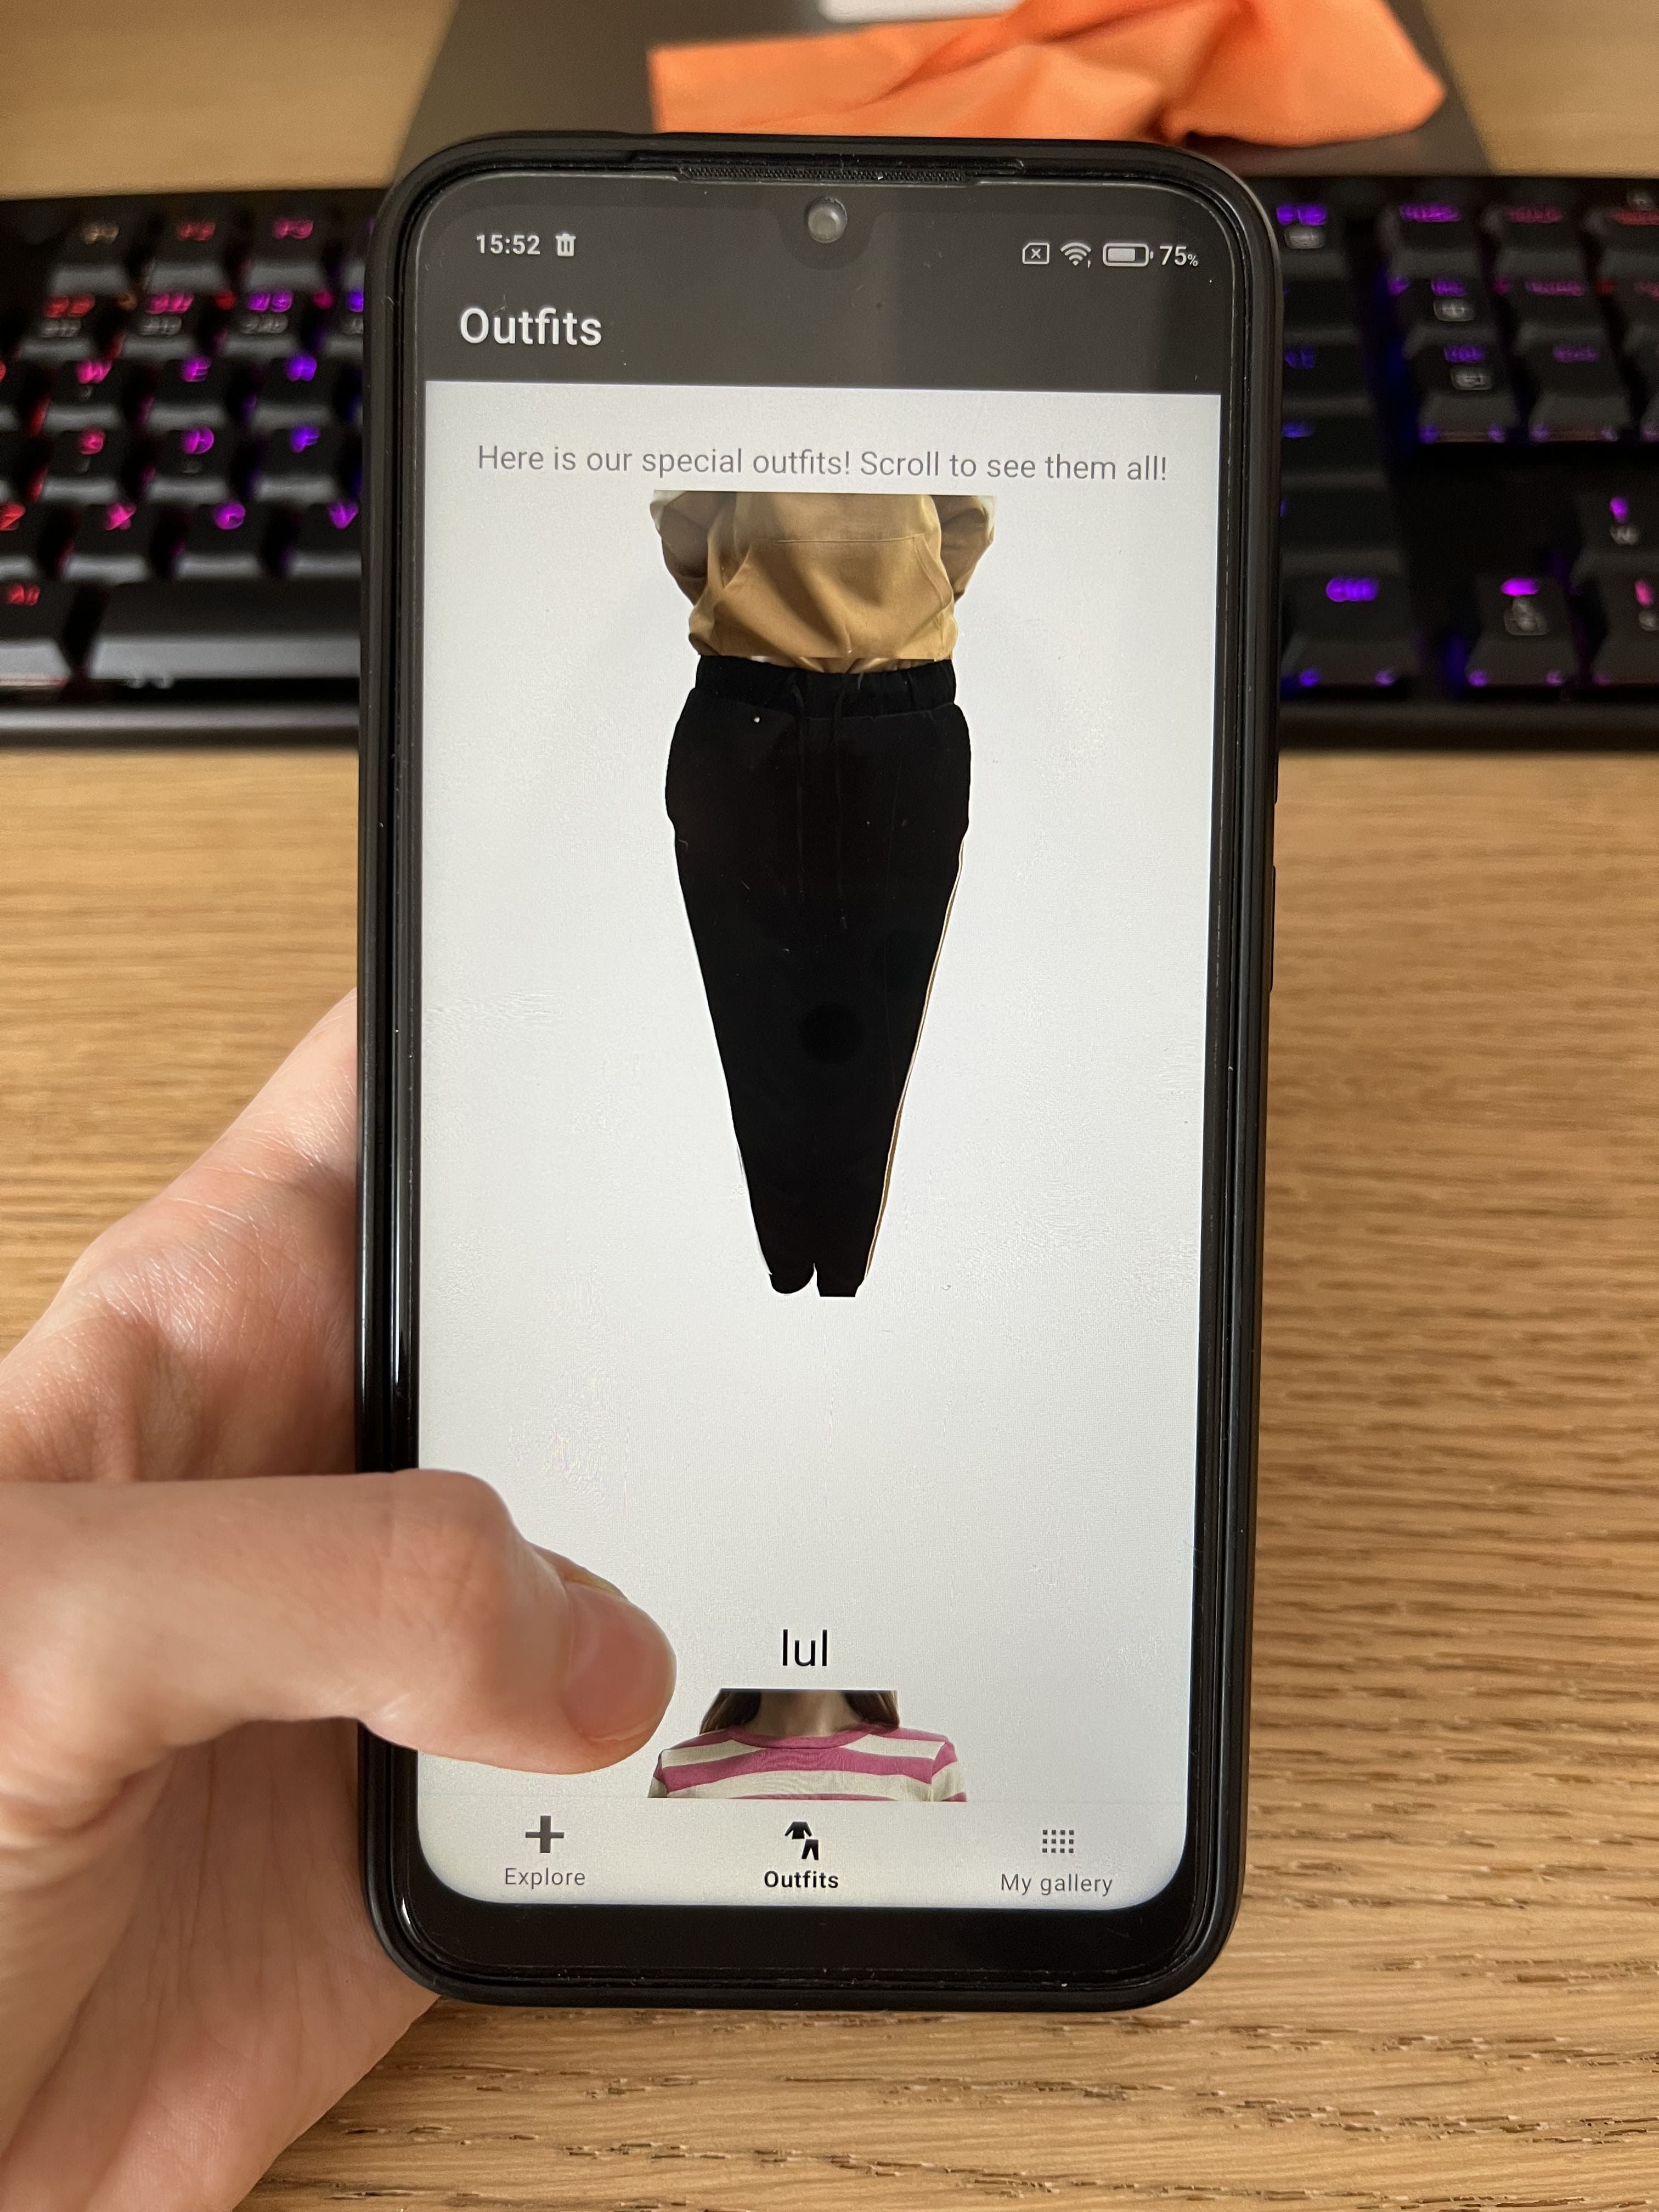 15:52
75%
Outfits
Here is our special outfits! Scroll to see them all!
lul
Explore
Outfits
My gallery
W E R
Z X C V